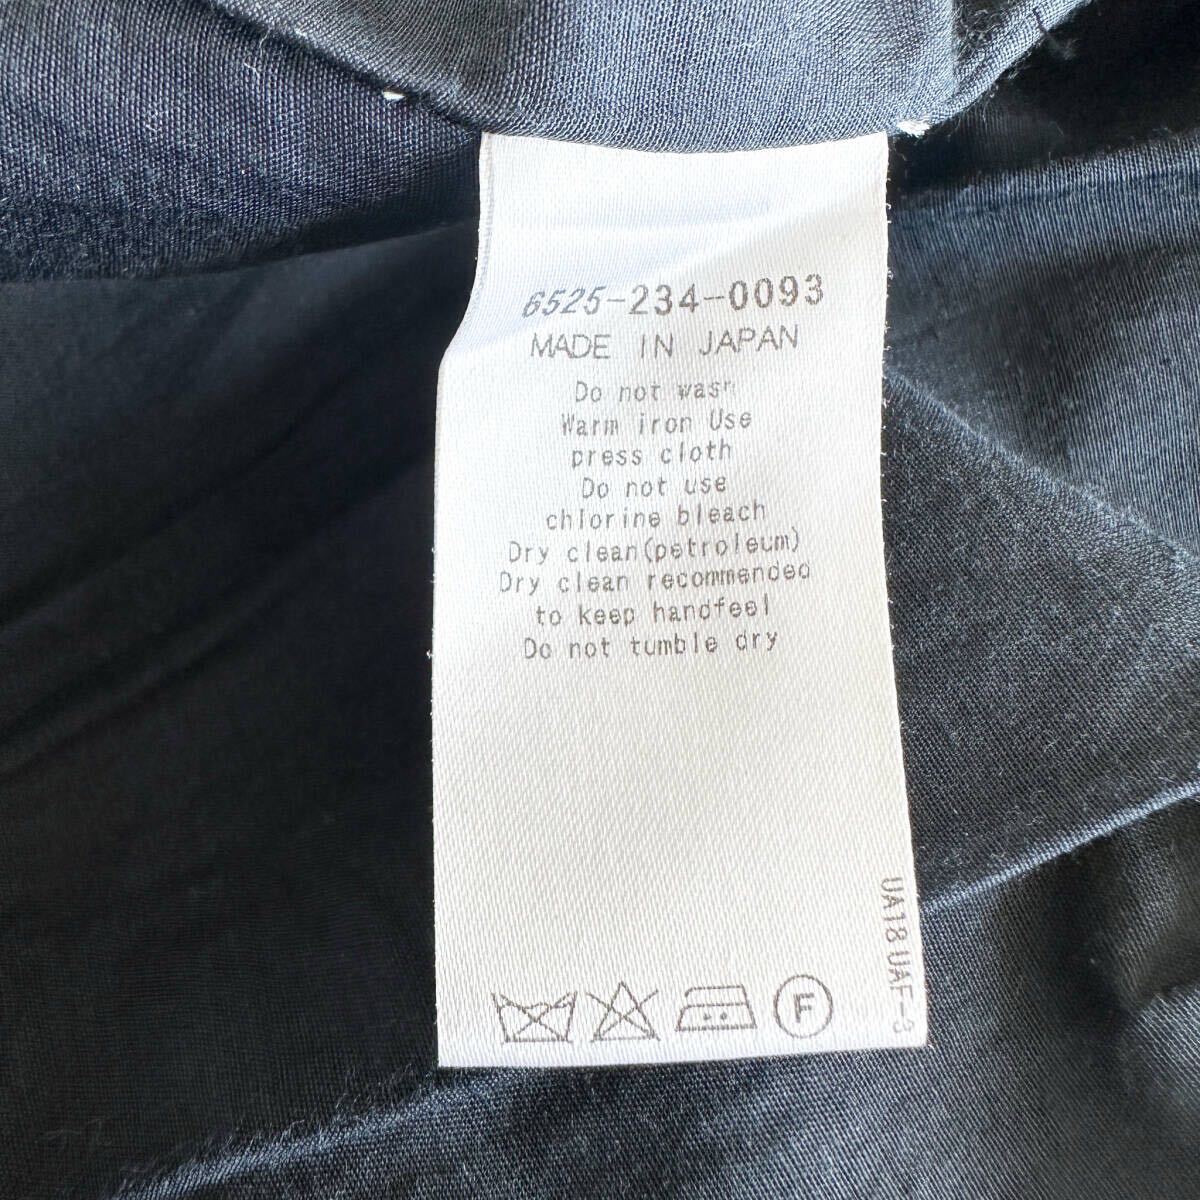 6525-234-0093
MADE IN JAPAN
Do not wash
Warm iron Use
press cloth
Do not use
chlorine bleach
Dry clean(petroleum)
Dry clean recommended
to keep handfeel
Do not tumble dry
UA18 UAF-3
F